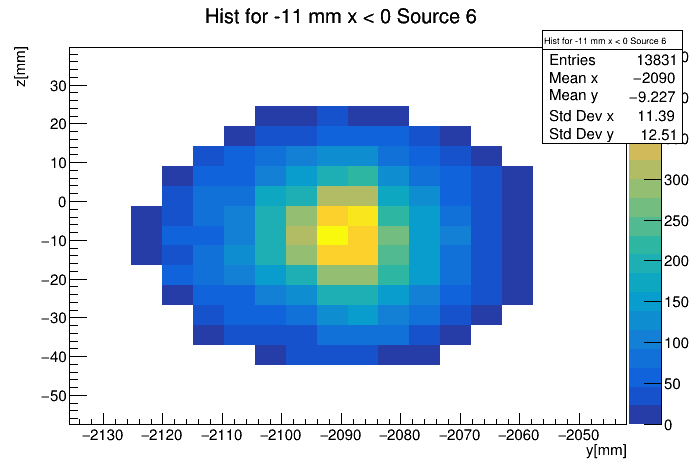 Hist for -11 mm x < 0 Source 6
z[mm]
Hist for -11 mm x < 0 Source 6
Entries 13831
Mean x −2090
Mean y −9.227
Std Dev x 11.39
Std Dev y 12.51
30
20
10
0
−10
−20
−30
−40
−50
−2130 −2120 −2110 −2100 −2090 −2080 −2070 −2060 −2050
y[mm]
300
250
200
150
100
50
0